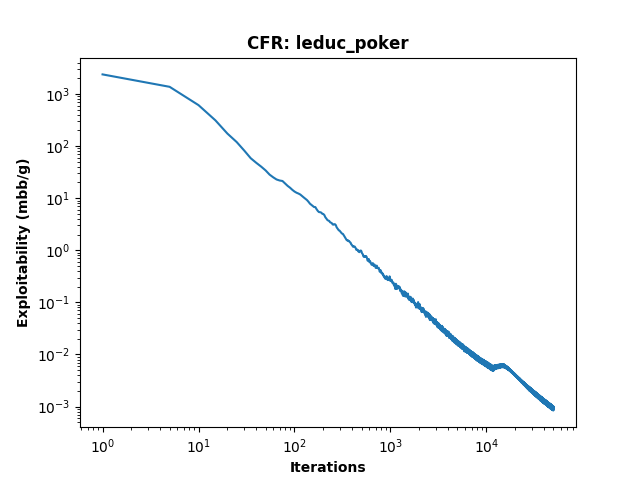 CFR: leduc_poker
Exploitability (mbb/g)
10³
10²
10¹
10⁰
10⁻¹
10⁻²
10⁻³
10⁰ 10¹ 10² 10³ 10⁴
Iterations